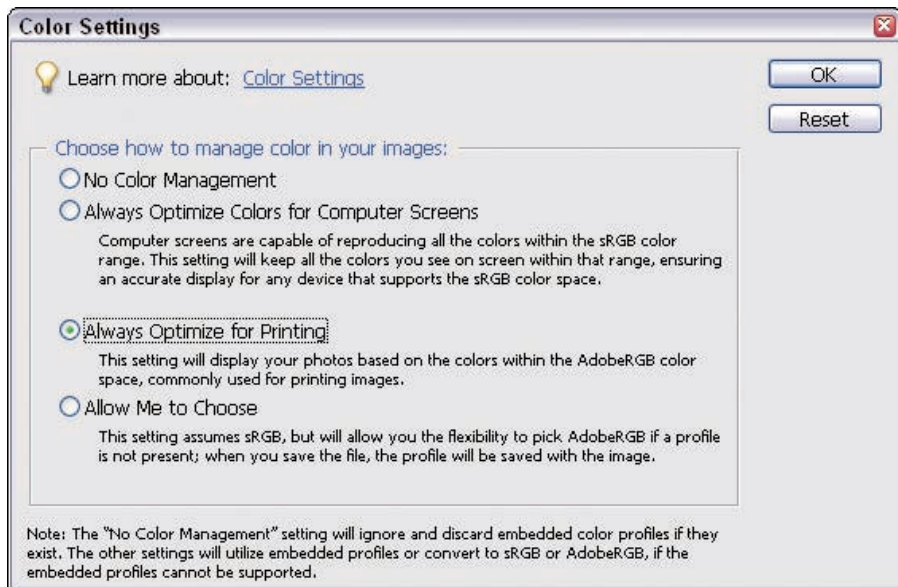 Color Settings
Learn more about: Color Settings
OK
Reset
Choose how to manage color in your images:
No Color Management
Always Optimize Colors for Computer Screens
Computer screens are capable of reproducing all the colors within the sRGB color
range. This setting will keep all the colors you see on screen within that range, ensuring
an accurate display for any device that supports the sRGB color space.
Always Optimize for Printing
This setting will display your photos based on the colors within the AdobeRGB color
space, commonly used for printing images.
Allow Me to Choose
This setting assumes sRGB, but will allow you the flexibility to pick AdobeRGB if a profile
is not present; when you save the file, the profile will be saved with the image.
Note: The "No Color Management" setting will ignore and discard embedded color profiles if they
exist. The other settings will utilize embedded profiles or convert to sRGB or AdobeRGB, if the
embedded profiles cannot be supported.